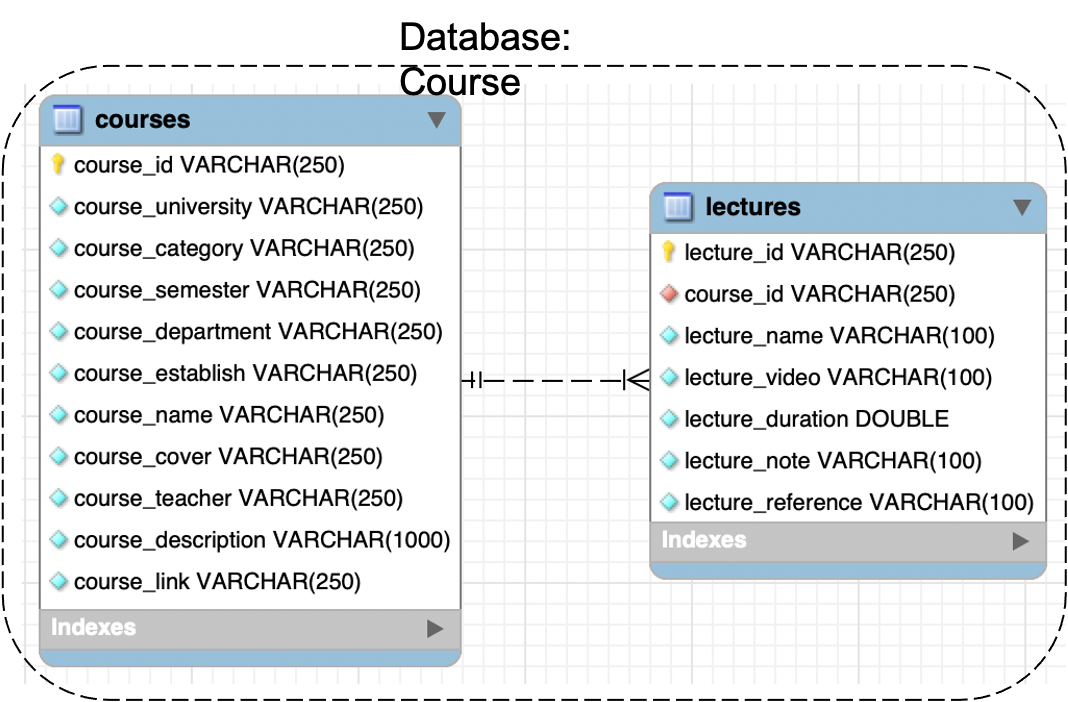 Database:
Course
courses
course_id VARCHAR(250)
course_university VARCHAR(250)
course_category VARCHAR(250)
course_semester VARCHAR(250)
course_department VARCHAR(250)
course_establish VARCHAR(250)
course_name VARCHAR(250)
course_cover VARCHAR(250)
course_teacher VARCHAR(250)
course_description VARCHAR(1000)
course_link VARCHAR(250)
Indexes
lectures
lecture_id VARCHAR(250)
course_id VARCHAR(250)
lecture_name VARCHAR(100)
lecture_video VARCHAR(100)
lecture_duration DOUBLE
lecture_note VARCHAR(100)
lecture_reference VARCHAR(100)
Indexes